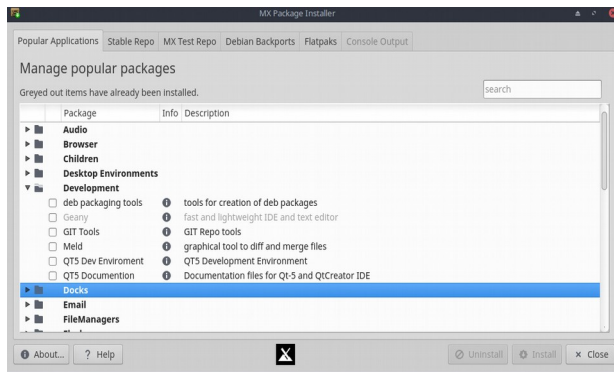 MX Package Installer
Popular Applications Stable Repo MX Test Repo Debian Backports Flatpaks Console Output
Manage popular packages
Greyed out items have already been installed.
search
Package Info Description
Audio
Browser
Children
Desktop Environments
Development
deb packaging tools tools for creation of deb packages
Geany fast and lightweight IDE and text editor
GIT Tools GIT Repo tools
Meld graphical tool to diff and merge files
QT5 Dev Enviroment QT5 Development Environment
QT5 Documention Documentation files for Qt-5 and QtCreator IDE
Docks
Email
FileManagers
About... ? Help Uninstall Install Close